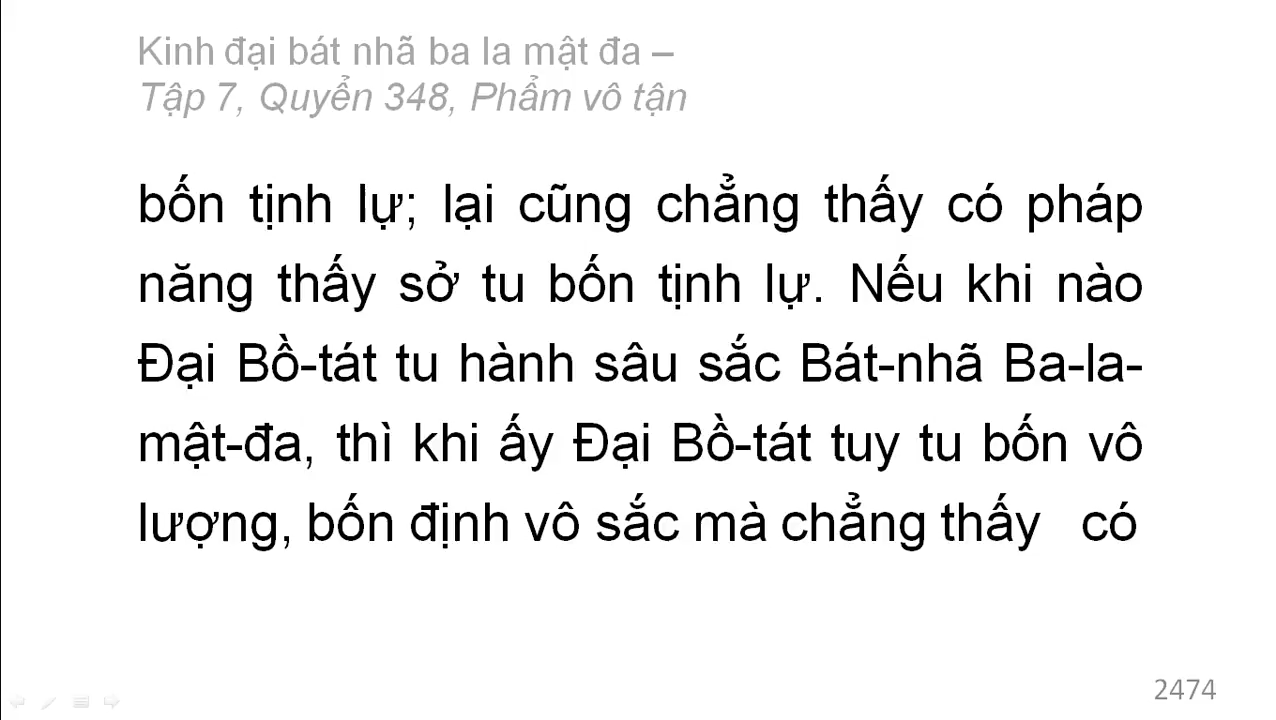 Kinh đại bát nhã ba la mật đa –
Tập 7, Quyển 348, Phẩm vô tận
bốn tịnh lự; lại cũng chẳng thấy có pháp
năng thấy sở tu bốn tịnh lự. Nếu khi nào
Đại Bồ-tát tu hành sâu sắc Bát-nhã Ba-la-
mật-đa, thì khi ấy Đại Bồ-tát tuy tu bốn vô
lượng, bốn định vô sắc mà chẳng thấy có
2474